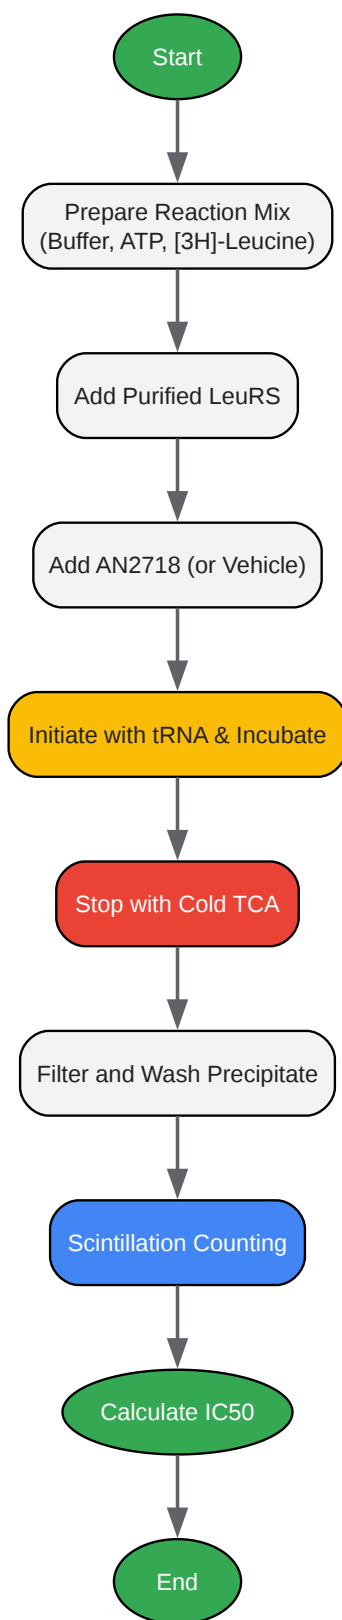 Start
Prepare Reaction Mix
(Buffer, ATP, [3H]-Leucine)
Add Purified LeuRS
Add AN2718 (or Vehicle)
Initiate with tRNA & Incubate
Stop with Cold TCA
Filter and Wash Precipitate
Scintillation Counting
Calculate IC50
End